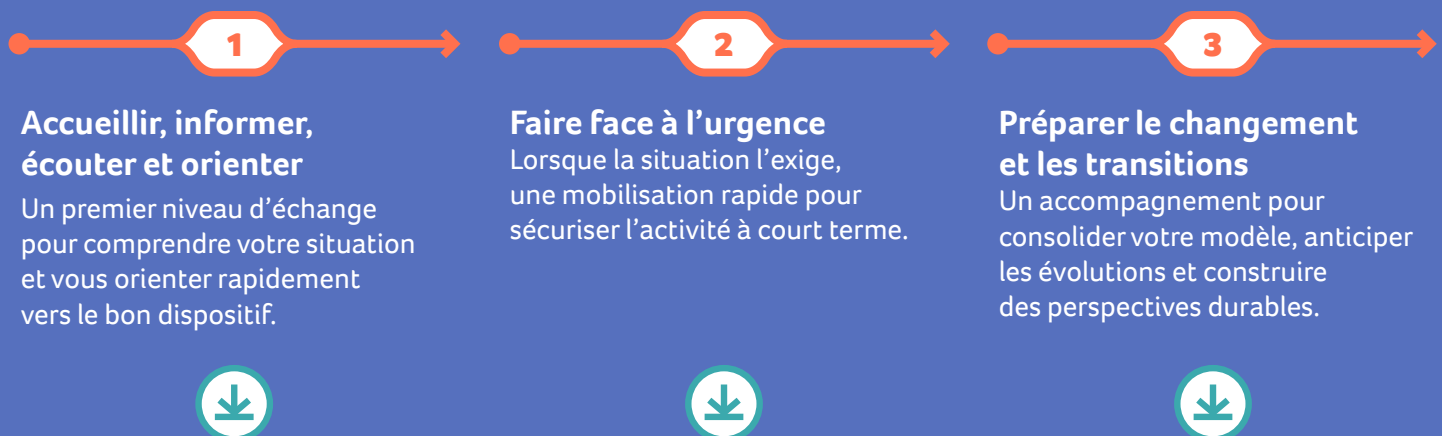 1
Accueillir, informer,
écouter et orienter
Un premier niveau d’échange
pour comprendre votre situation
et vous orienter rapidement
vers le bon dispositif.
2
Faire face à l’urgence
Lorsque la situation l’exige,
une mobilisation rapide pour
sécuriser l’activité à court terme.
3
Préparer le changement
et les transitions
Un accompagnement pour
consolider votre modèle, anticiper
les évolutions et construire
des perspectives durables.